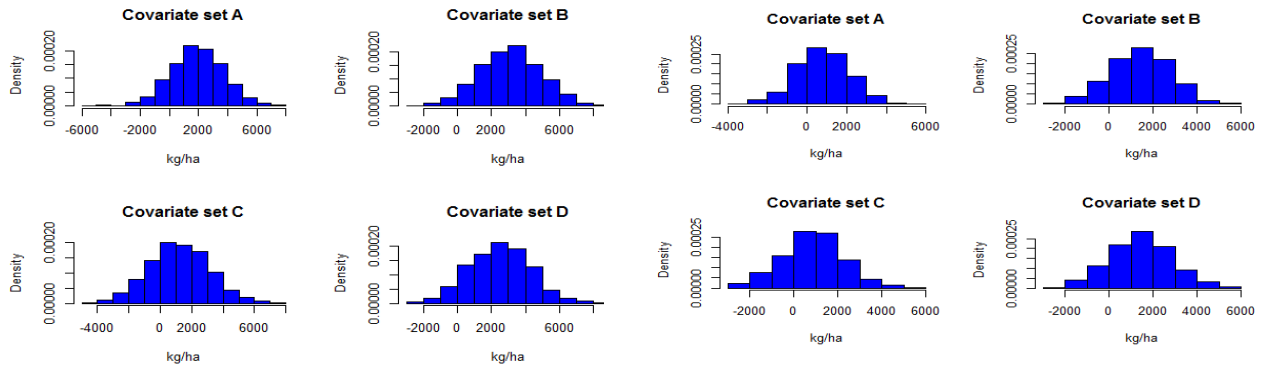 Covariate set A
Density
0.00000 0.00020
-6000 -2000 2000 6000
kg/ha
Covariate set B
Density
0.00000 0.00020
-2000 0 2000 6000
kg/ha
Covariate set A
Density
0.00000 0.00025
-4000 0 2000 6000
kg/ha
Covariate set B
Density
0.00000 0.00025
-2000 0 2000 4000 6000
kg/ha
Covariate set C
Density
0.00000 0.00020
-4000 0 2000 6000
kg/ha
Covariate set D
Density
0.00000 0.00020
-2000 0 2000 6000
kg/ha
Covariate set C
Density
0.00000 0.00025
-2000 0 2000 4000 6000
kg/ha
Covariate set D
Density
0.00000 0.00025
-2000 0 2000 4000 6000
kg/ha